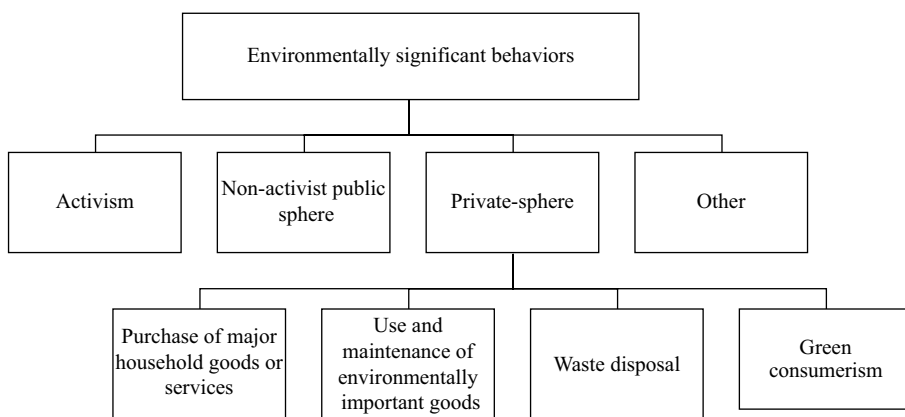 Environmentally significant behaviors
Activism
Non-activist public
sphere
Private-sphere
Other
Purchase of major
household goods or
services
Use and
maintenance of
environmentally
important goods
Waste disposal
Green
consumerism